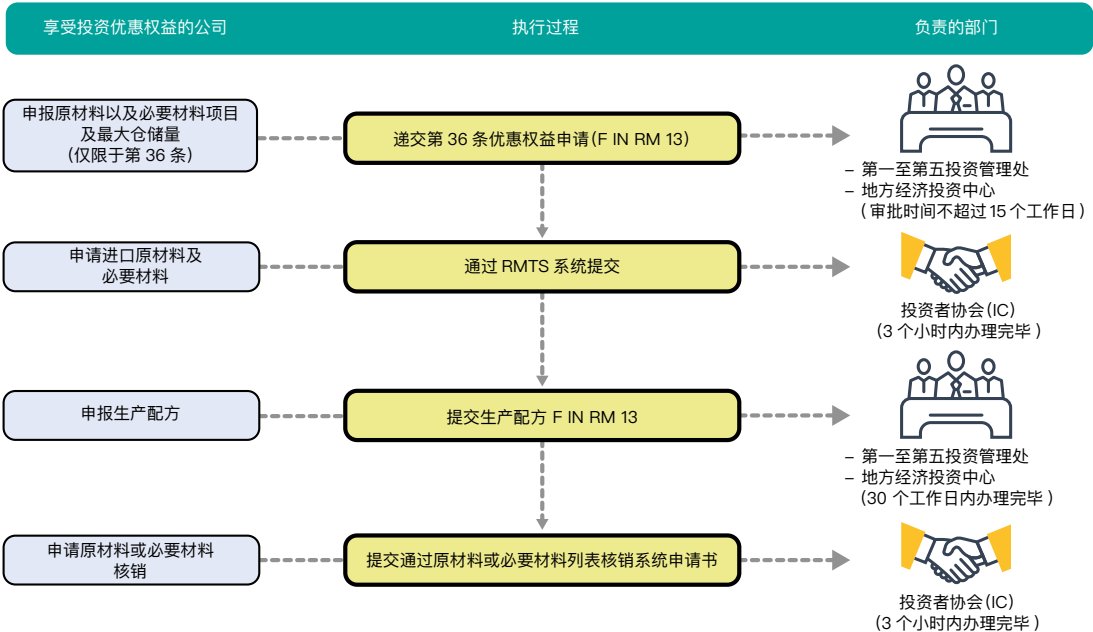 享受投资优惠权益的公司
执行过程
负责的部门
申报原材料以及必要材料项目
及最大仓储量
(仅限于第 36 条)
递交第 36 条优惠权益申请(F IN RM 13)
– 第一至第五投资管理处
– 地方经济投资中心
(审批时间不超过 15 个工作日)
申请进口原材料及
必要材料
通过 RMTS 系统提交
投资者协会(IC)
(3 个小时内办理完毕 )
申报生产配方
提交生产配方 F IN RM 13
– 第一至第五投资管理处
– 地方经济投资中心
(30 个工作日内办理完毕 )
申请原材料或必要材料
核销
提交通过原材料或必要材料列表核销系统申请书
投资者协会(IC)
(3 个小时内办理完毕 )